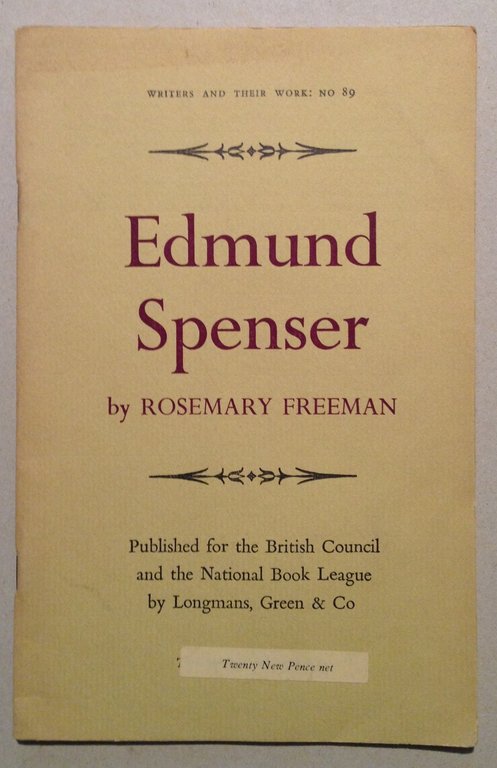 WRITERS AND THEIR WORK: NO 89
Edmund
Spenser
by ROSEMARY FREEMAN
Published for the British Council
and the National Book League
by Longmans, Green & Co
Twenty New Pence net